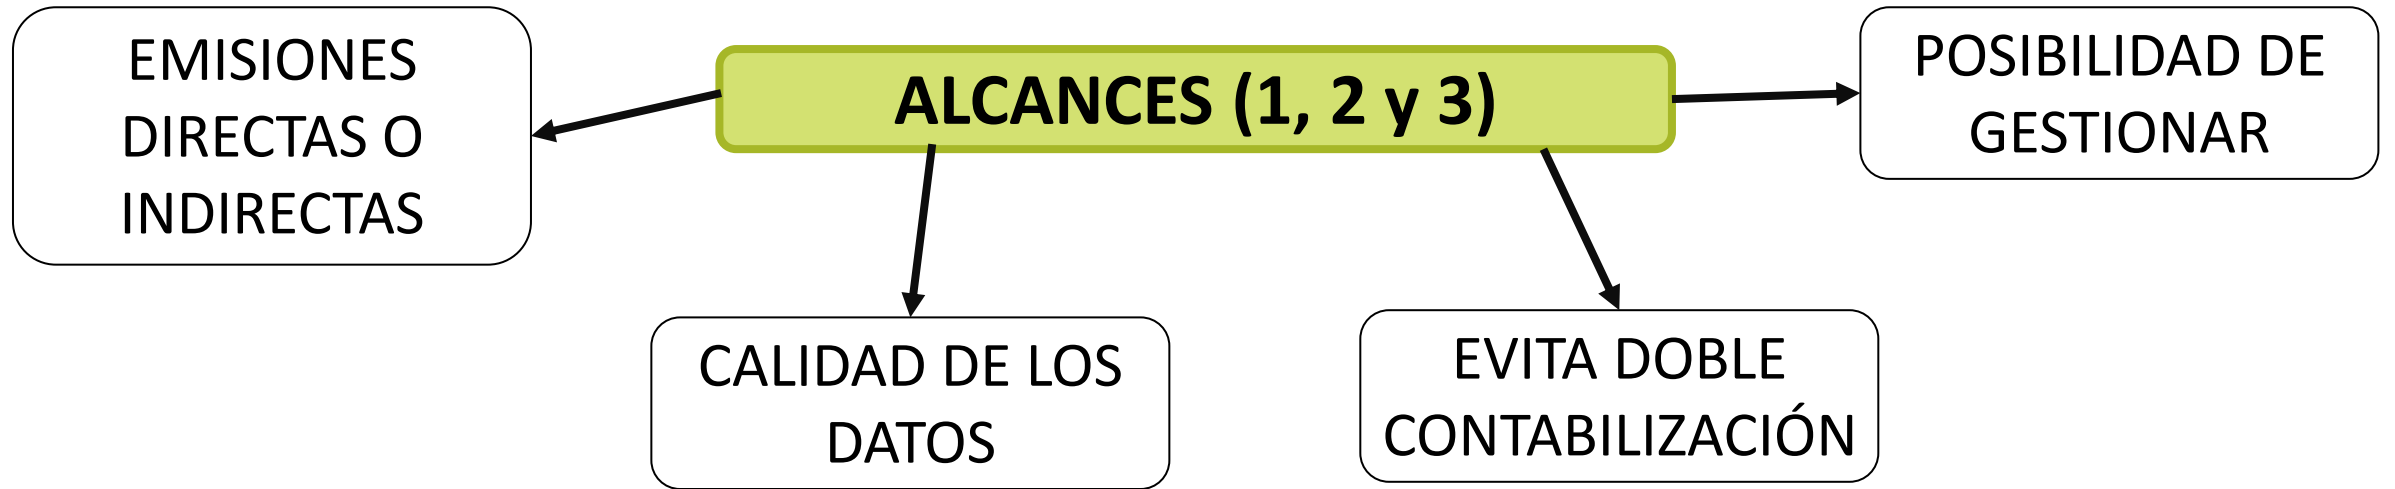 EMISIONES
DIRECTAS O
INDIRECTAS
ALCANCES (1, 2 y 3)
POSIBILIDAD DE
GESTIONAR
CALIDAD DE LOS
DATOS
EVITA DOBLE
CONTABILIZACIÓN